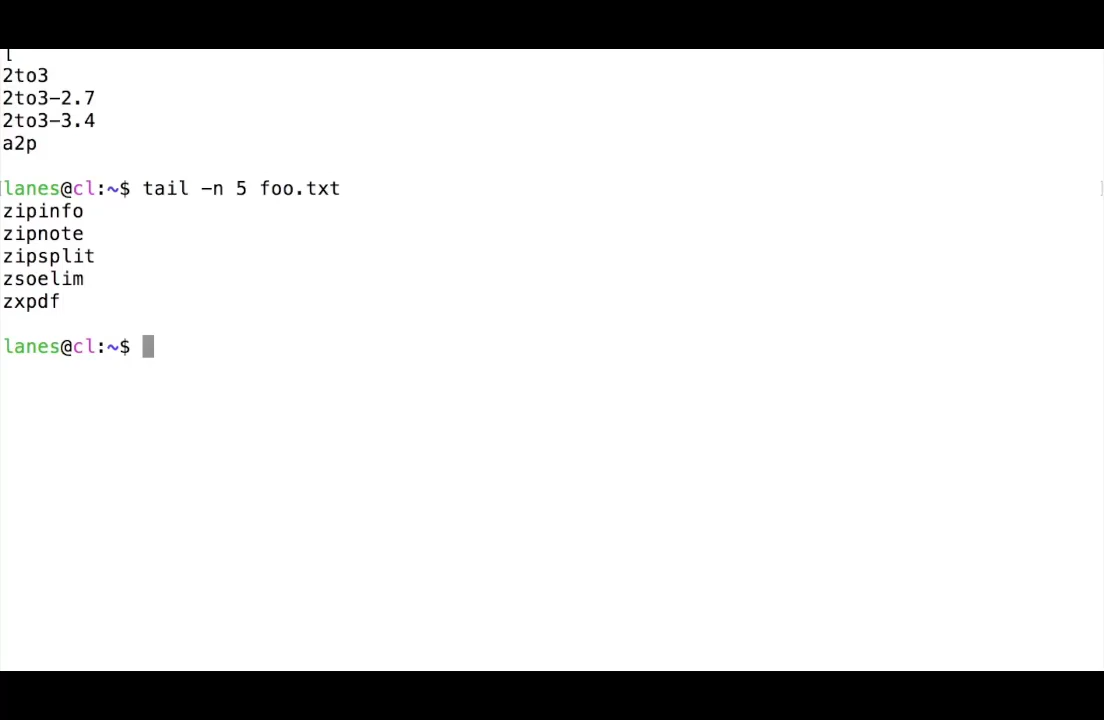 [
2to3
2to3-2.7
2to3-3.4
a2p
lanes@cl:~$ tail -n 5 foo.txt
zipinfo
zipnote
zipsplit
zsoelim
zxpdf
lanes@cl:~$